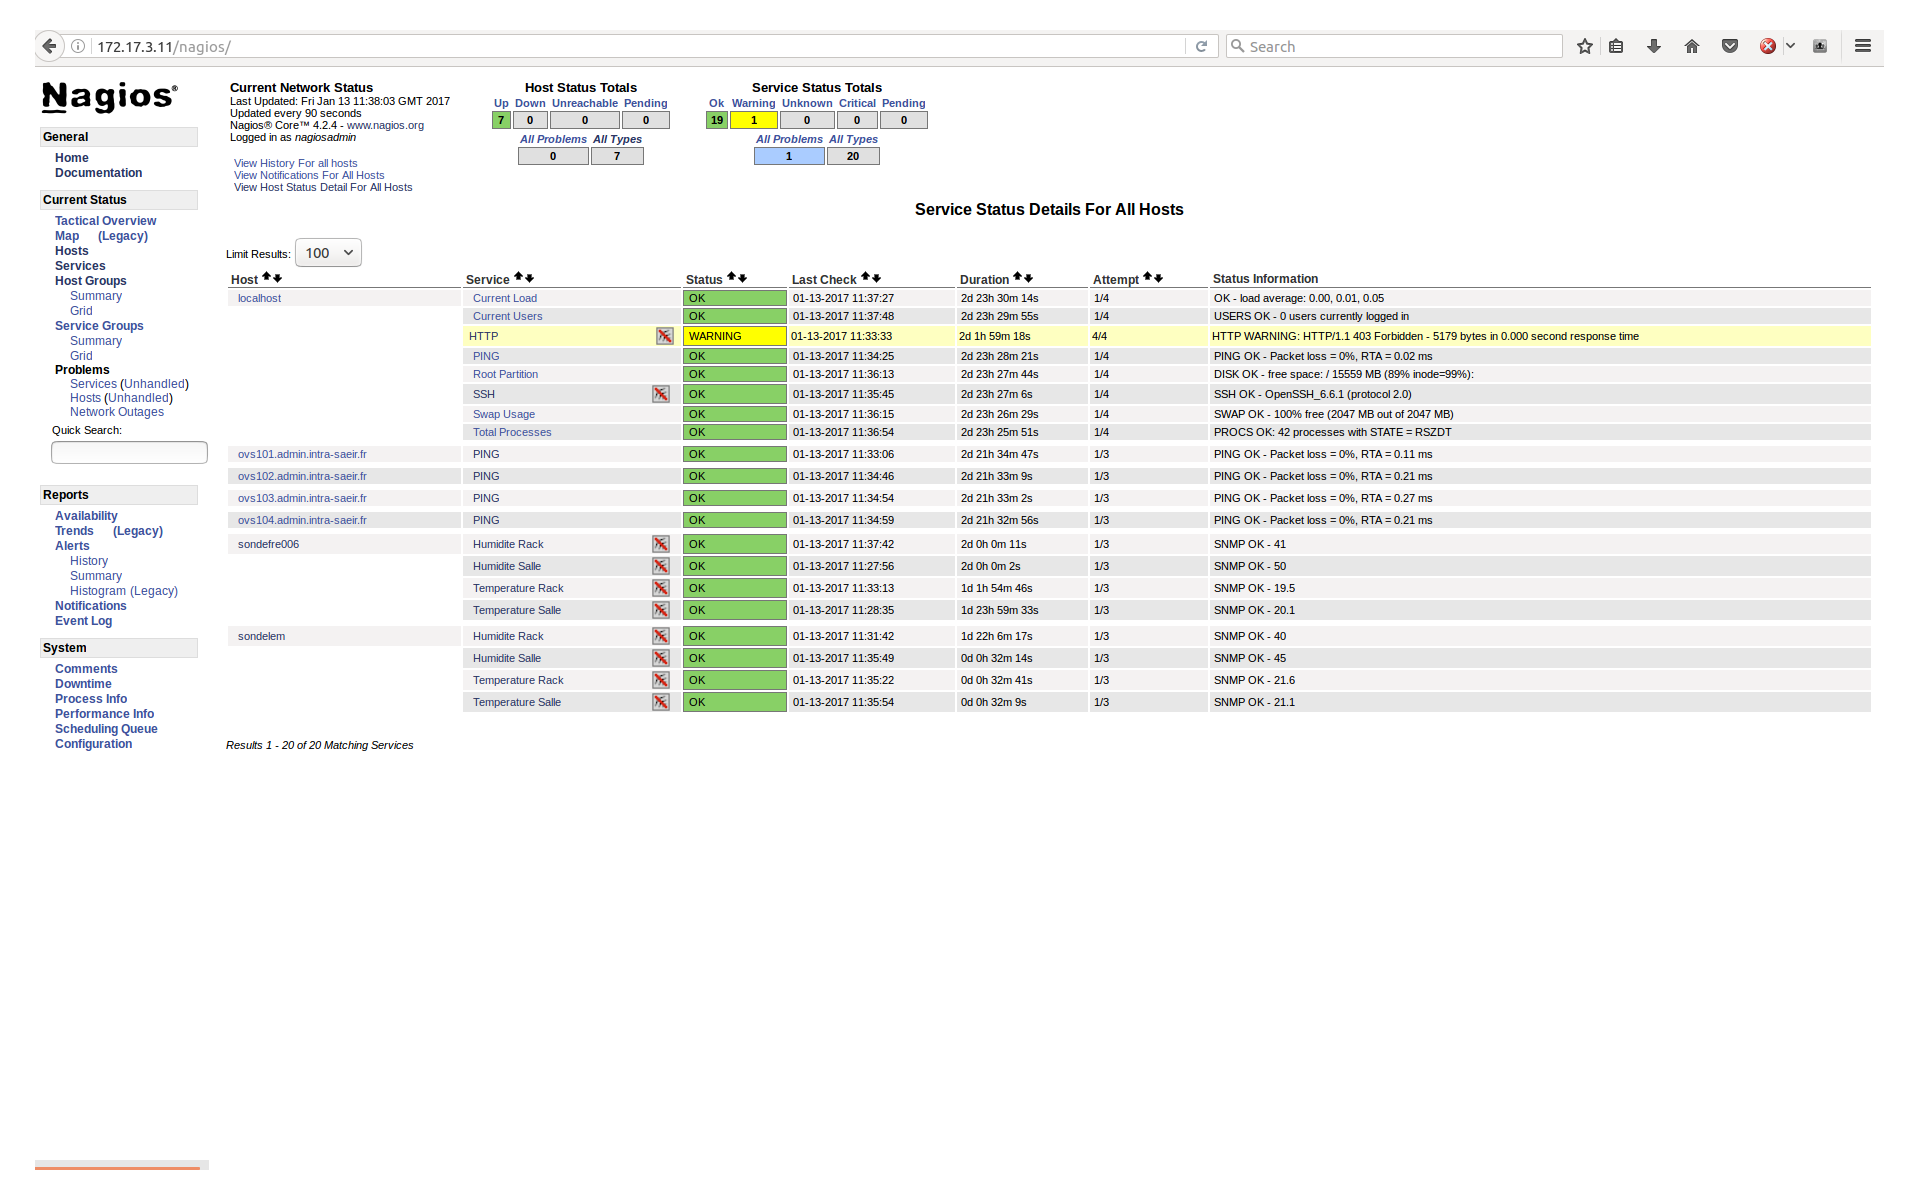 172.17.3.11/nagios/
Search
Nagios®
General
Home
Documentation
Current Status
Tactical Overview
Map (Legacy)
Hosts
Services
Host Groups
Summary
Grid
Service Groups
Summary
Grid
Problems
Services (Unhandled)
Hosts (Unhandled)
Network Outages
Quick Search:
Reports
Availability
Trends (Legacy)
Alerts
History
Summary
Histogram (Legacy)
Notifications
Event Log
System
Comments
Downtime
Process Info
Performance Info
Scheduling Queue
Configuration
Current Network Status
Last Updated: Fri Jan 13 11:38:03 GMT 2017
Updated every 90 seconds
Nagios® Core™ 4.2.4 - www.nagios.org
Logged in as nagiosadmin
View History For all hosts
View Notifications For All Hosts
View Host Status Detail For All Hosts
Host Status Totals
Up Down Unreachable Pending
7 0 0 0
All Problems All Types
0 7
Service Status Totals
Ok Warning Unknown Critical Pending
19 1 0 0 0
All Problems All Types
1 20
Service Status Details For All Hosts
Limit Results: 100
Host Service Status Last Check Duration Attempt Status Information
localhost Current Load OK 01-13-2017 11:37:27 2d 23h 30m 14s 1/4 OK - load average: 0.00, 0.01, 0.05
Current Users OK 01-13-2017 11:37:48 2d 23h 29m 55s 1/4 USERS OK - 0 users currently logged in
HTTP WARNING 01-13-2017 11:33:33 2d 1h 59m 18s 4/4 HTTP WARNING: HTTP/1.1 403 Forbidden - 5179 bytes in 0.000 second response time
PING OK 01-13-2017 11:34:25 2d 23h 28m 21s 1/4 PING OK - Packet loss = 0%, RTA = 0.02 ms
Root Partition OK 01-13-2017 11:36:13 2d 23h 27m 44s 1/4 DISK OK - free space: / 15559 MB (89% inode=99%):
SSH OK 01-13-2017 11:35:45 2d 23h 27m 6s 1/4 SSH OK - OpenSSH_6.6.1 (protocol 2.0)
Swap Usage OK 01-13-2017 11:36:15 2d 23h 26m 29s 1/4 SWAP OK - 100% free (2047 MB out of 2047 MB)
Total Processes OK 01-13-2017 11:36:54 2d 23h 25m 51s 1/4 PROCS OK: 42 processes with STATE = RSZDT
ovs101.admin.intra-saeir.fr PING OK 01-13-2017 11:33:06 2d 21h 34m 47s 1/3 PING OK - Packet loss = 0%, RTA = 0.11 ms
ovs102.admin.intra-saeir.fr PING OK 01-13-2017 11:34:46 2d 21h 33m 9s 1/3 PING OK - Packet loss = 0%, RTA = 0.21 ms
ovs103.admin.intra-saeir.fr PING OK 01-13-2017 11:34:54 2d 21h 33m 2s 1/3 PING OK - Packet loss = 0%, RTA = 0.27 ms
ovs104.admin.intra-saeir.fr PING OK 01-13-2017 11:34:59 2d 21h 32m 56s 1/3 PING OK - Packet loss = 0%, RTA = 0.21 ms
sondefre006 Humidite Rack OK 01-13-2017 11:37:42 2d 0h 0m 11s 1/3 SNMP OK - 41
Humidite Salle OK 01-13-2017 11:27:56 2d 0h 0m 2s 1/3 SNMP OK - 50
Temperature Rack OK 01-13-2017 11:33:13 1d 1h 54m 46s 1/3 SNMP OK - 19.5
Temperature Salle OK 01-13-2017 11:28:35 1d 23h 59m 33s 1/3 SNMP OK - 20.1
sondelem Humidite Rack OK 01-13-2017 11:31:42 1d 22h 6m 17s 1/3 SNMP OK - 40
Humidite Salle OK 01-13-2017 11:35:49 0d 0h 32m 14s 1/3 SNMP OK - 45
Temperature Rack OK 01-13-2017 11:35:22 0d 0h 32m 41s 1/3 SNMP OK - 21.6
Temperature Salle OK 01-13-2017 11:35:54 0d 0h 32m 9s 1/3 SNMP OK - 21.1
Results 1 - 20 of 20 Matching Services